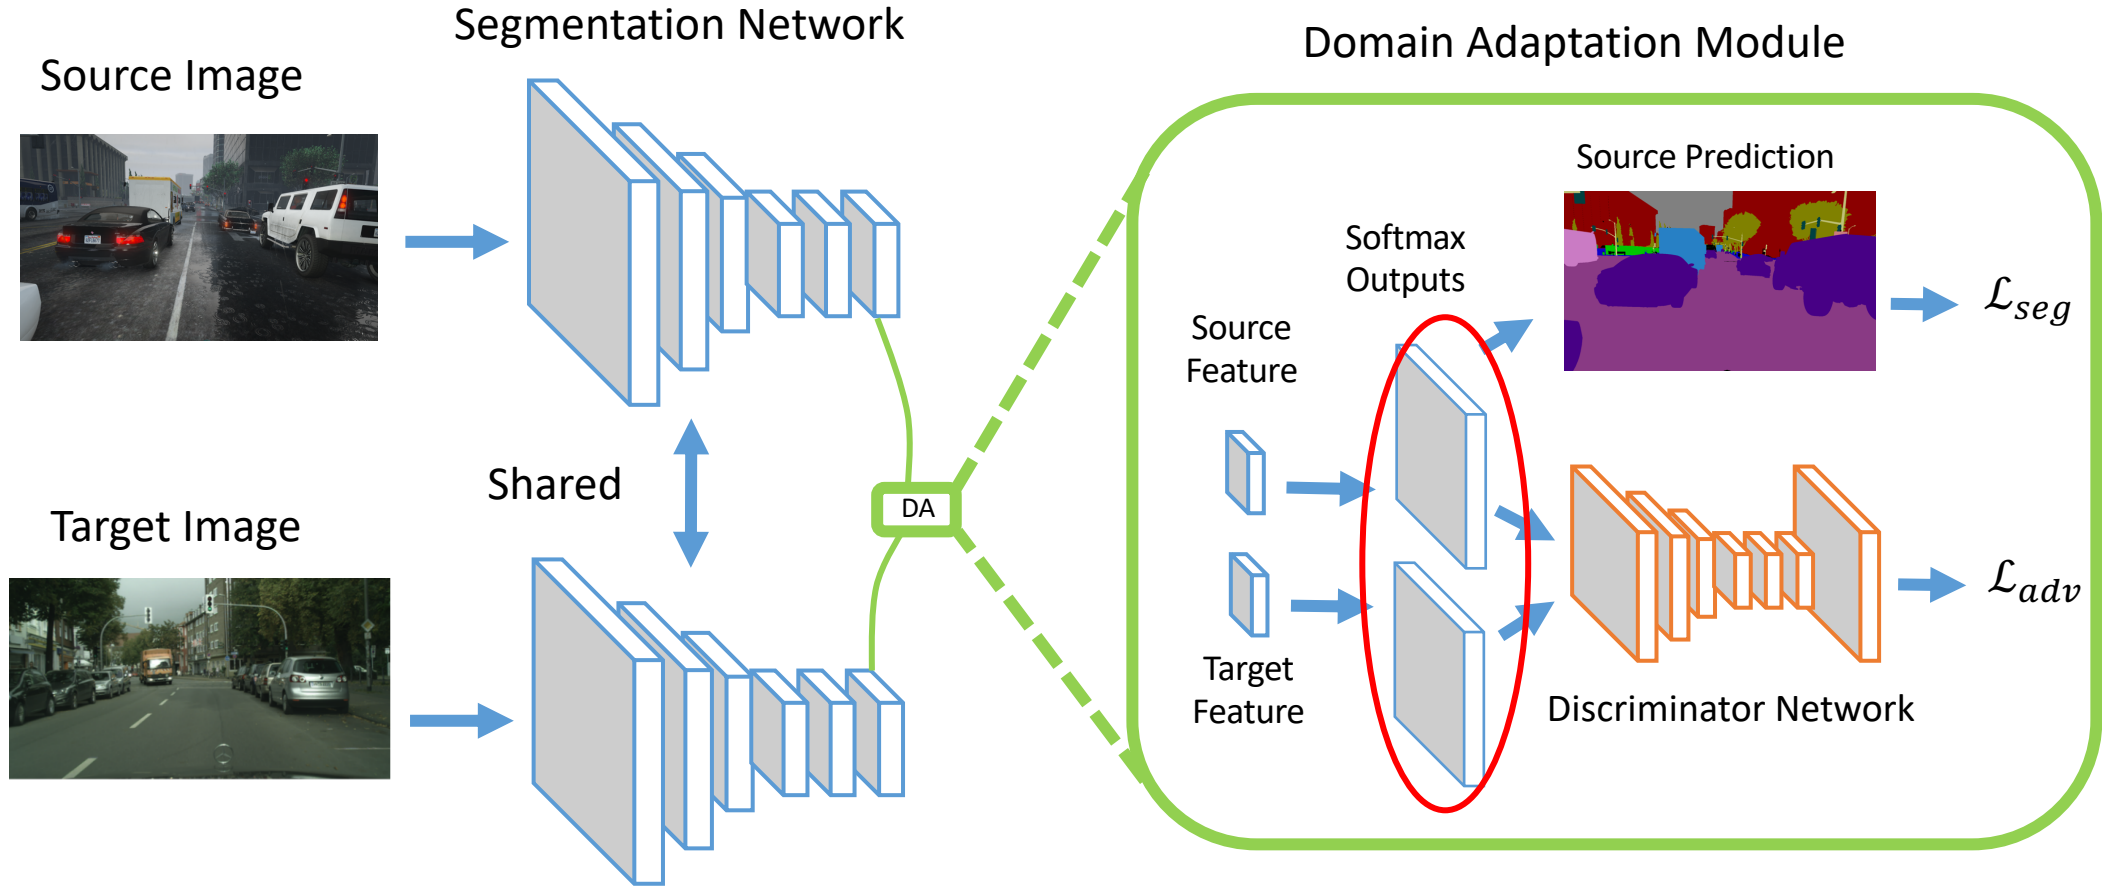 Segmentation Network
Domain Adaptation Module
Source Image
Source Prediction
Softmax
Outputs
Source
Feature
ℒseg
Shared
DA
Target Image
Target
Feature
Discriminator Network
ℒadv